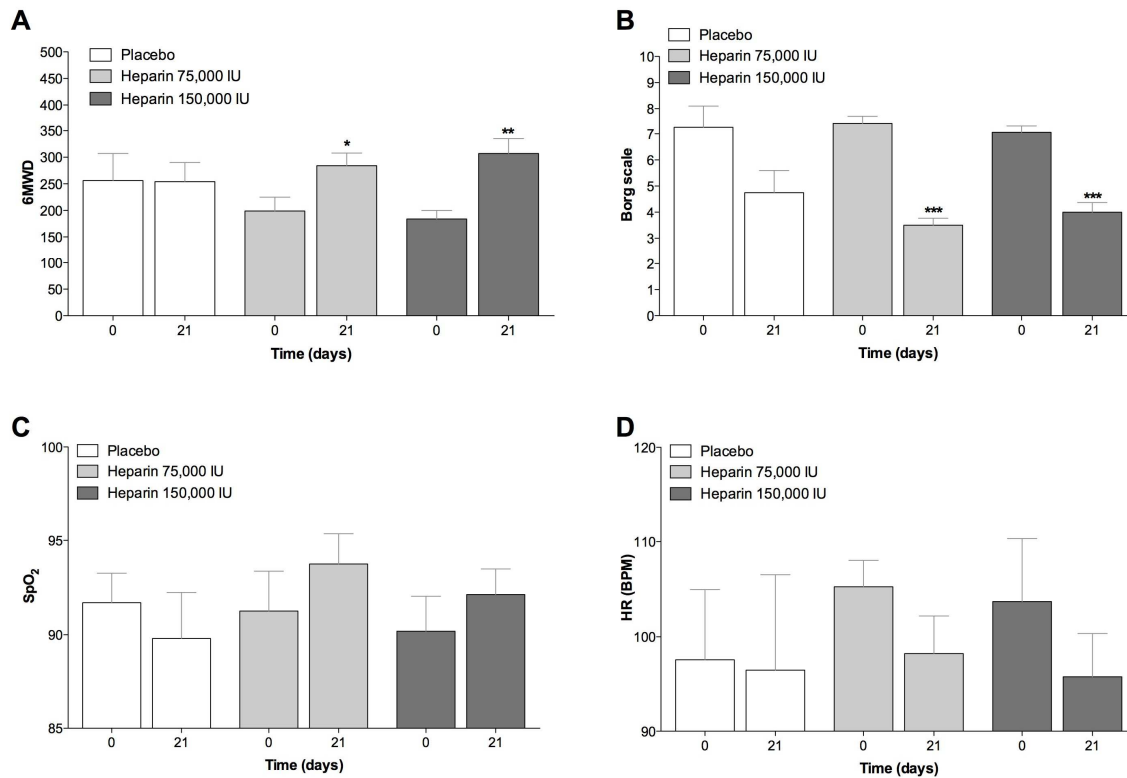 A
Placebo
Heparin 75,000 IU
Heparin 150,000 IU
500
450
400
350
300
250
200
150
100
50
0
6MWD
*
**
0 21 0 21 0 21
Time (days)
B
Placebo
Heparin 75,000 IU
Heparin 150,000 IU
10
9
8
7
6
5
4
3
2
1
0
Borg scale
***
***
0 21 0 21 0 21
Time (days)
C
Placebo
Heparin 75,000 IU
Heparin 150,000 IU
100
95
90
85
SpO₂
0 21 0 21 0 21
Time (days)
D
Placebo
Heparin 75,000 IU
Heparin 150,000 IU
120
110
100
90
HR (BPM)
0 21 0 21 0 21
Time (days)